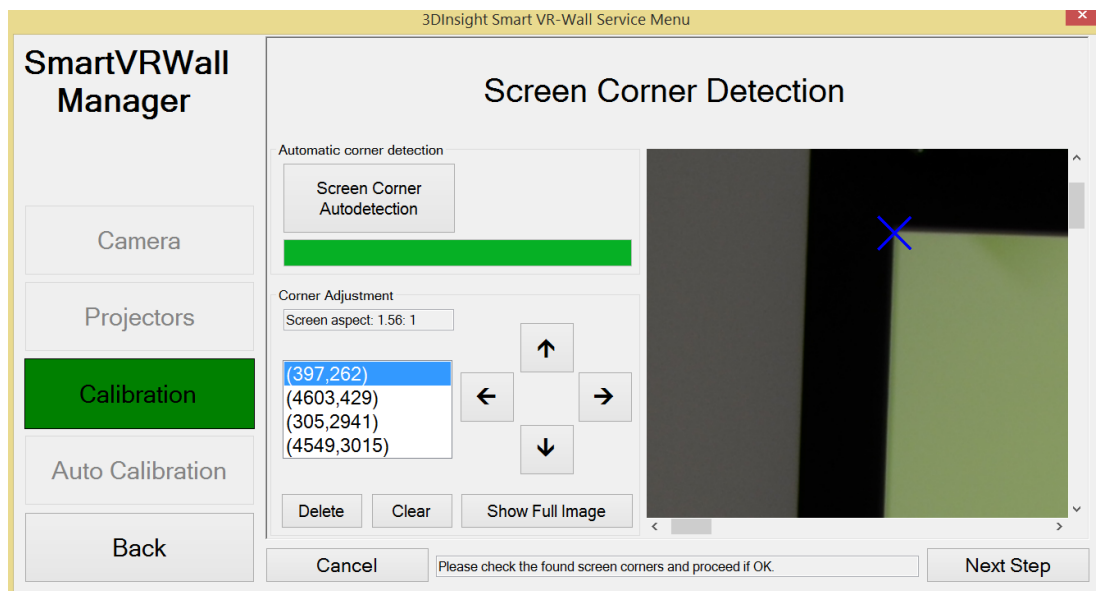 3DInsight Smart VR-Wall Service Menu
SmartVRWall
Manager
Camera
Projectors
Calibration
Auto Calibration
Back
Screen Corner Detection
Automatic corner detection
Screen Corner
Autodetection
Corner Adjustment
Screen aspect: 1.56: 1
(397,262)
(4603,429)
(305,2941)
(4549,3015)
Delete
Clear
Show Full Image
Cancel
Please check the found screen corners and proceed if OK.
Next Step